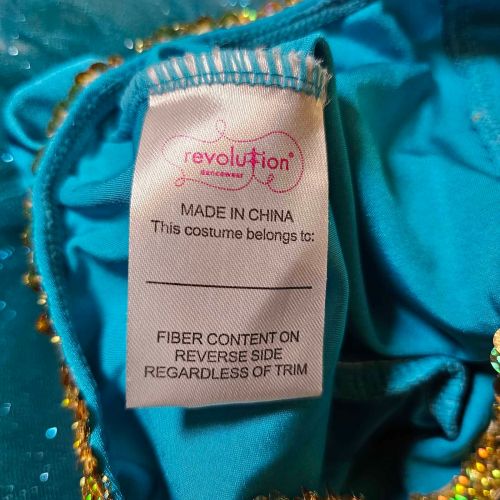 revolution®
dancewear
MADE IN CHINA
This costume belongs to:
FIBER CONTENT ON
REVERSE SIDE
REGARDLESS OF TRIM